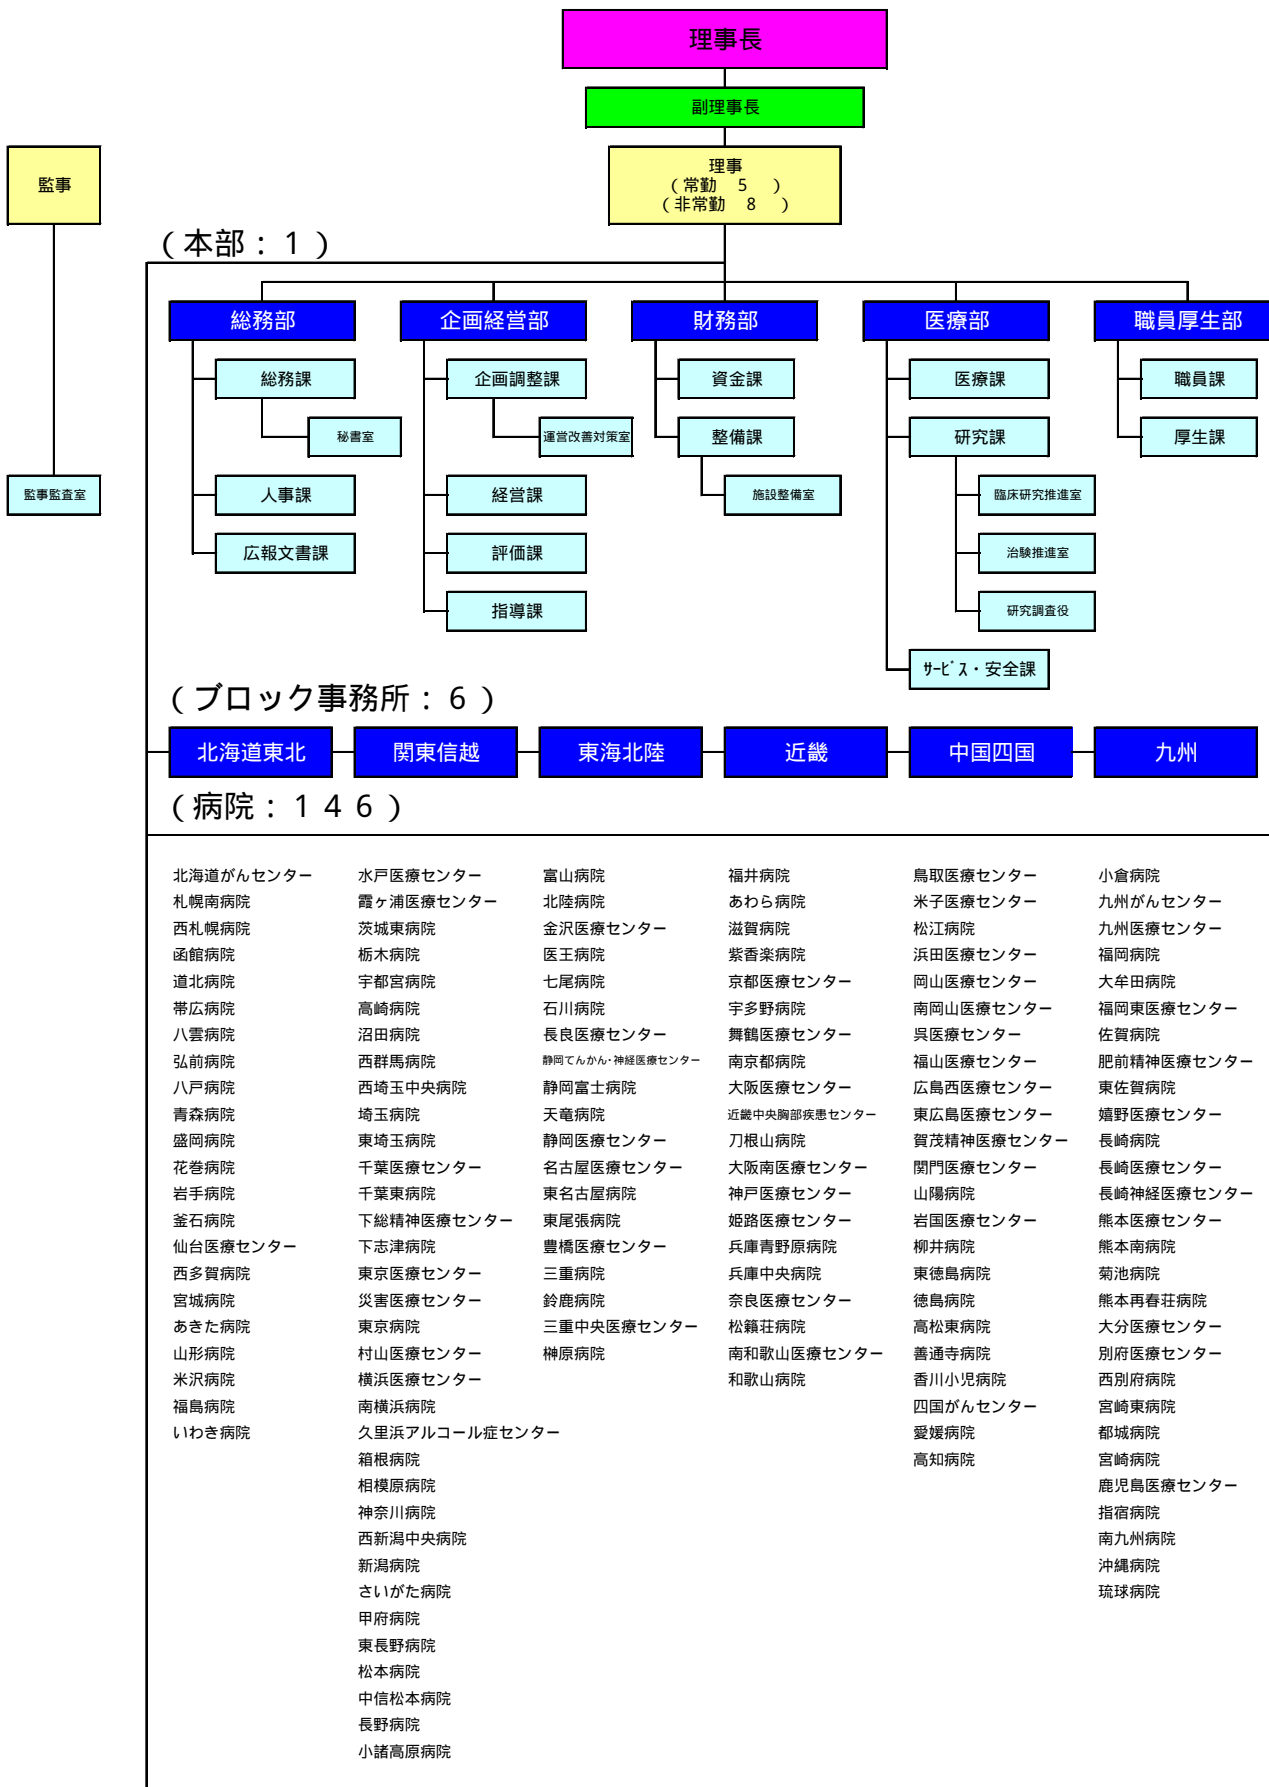 理事長
副理事長
理事
(常勤 5 )
(非常勤 8 )
監事
監事監査室
(本部：1)
総務部
総務課
秘書室
人事課
広報文書課
企画経営部
企画調整課
運営改善対策室
経営課
評価課
指導課
財務部
資金課
整備課
施設整備室
医療部
医療課
研究課
臨床研究推進室
治験推進室
研究調査役
ｻｰﾋﾞｽ・安全課
職員厚生部
職員課
厚生課
(ブロック事務所：6)
北海道東北
関東信越
東海北陸
近畿
中国四国
九州
(病院：146)
北海道がんセンター
札幌南病院
西札幌病院
函館病院
道北病院
帯広病院
八雲病院
弘前病院
八戸病院
青森病院
盛岡病院
花巻病院
岩手病院
釜石病院
仙台医療センター
西多賀病院
宮城病院
あきた病院
山形病院
米沢病院
福島病院
いわき病院
水戸医療センター
霞ヶ浦医療センター
茨城東病院
栃木病院
宇都宮病院
高崎病院
沼田病院
西群馬病院
西埼玉中央病院
埼玉病院
東埼玉病院
千葉医療センター
千葉東病院
下総精神医療センター
下志津病院
東京医療センター
災害医療センター
東京病院
村山医療センター
横浜医療センター
南横浜病院
久里浜アルコール症センター
箱根病院
相模原病院
神奈川病院
西新潟中央病院
新潟病院
さいがた病院
甲府病院
東長野病院
松本病院
中信松本病院
長野病院
小諸高原病院
富山病院
北陸病院
金沢医療センター
医王病院
七尾病院
石川病院
長良医療センター
静岡てんかん･神経医療センター
静岡富士病院
天竜病院
静岡医療センター
名古屋医療センター
東名古屋病院
東尾張病院
豊橋医療センター
三重病院
鈴鹿病院
三重中央医療センター
榊原病院
福井病院
あわら病院
滋賀病院
紫香楽病院
京都医療センター
宇多野病院
舞鶴医療センター
南京都病院
大阪医療センター
近畿中央胸部疾患センター
刀根山病院
大阪南医療センター
神戸医療センター
姫路医療センター
兵庫青野原病院
兵庫中央病院
奈良医療センター
松籟荘病院
南和歌山医療センター
和歌山病院
鳥取医療センター
米子医療センター
松江病院
浜田医療センター
岡山医療センター
南岡山医療センター
呉医療センター
福山医療センター
広島西医療センター
東広島医療センター
賀茂精神医療センター
関門医療センター
山陽病院
岩国医療センター
柳井病院
東徳島病院
徳島病院
高松東病院
善通寺病院
香川小児病院
四国がんセンター
愛媛病院
高知病院
小倉病院
九州がんセンター
九州医療センター
福岡病院
大牟田病院
福岡東医療センター
佐賀病院
肥前精神医療センター
東佐賀病院
嬉野医療センター
長崎病院
長崎医療センター
長崎神経医療センター
熊本医療センター
熊本南病院
菊池病院
熊本再春荘病院
大分医療センター
別府医療センター
西別府病院
宮崎東病院
都城病院
宮崎病院
鹿児島医療センター
指宿病院
南九州病院
沖縄病院
琉球病院